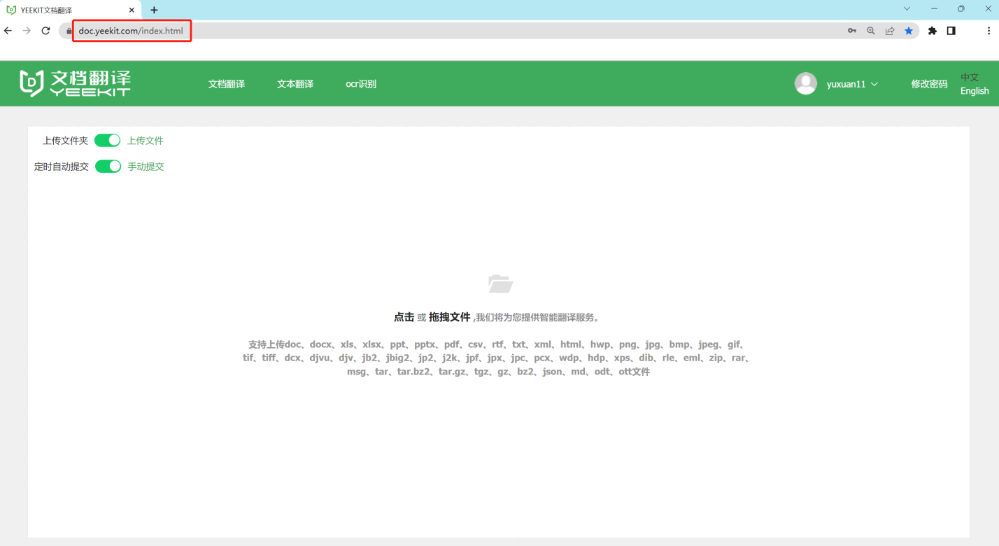 YEEKIT文档翻译
doc.yeekit.com/index.html
文档翻译
YEEKIT
文档翻译 文本翻译 ocr识别
yuxuan11 修改密码
中文
English
上传文件夹 上传文件
定时自动提交 手动提交
点击 或 拖拽文件 ,我们将为您提供智能翻译服务。
支持上传doc、docx、xls、xlsx、ppt、pptx、pdf、csv、rtf、txt、xml、html、hwp、png、jpg、bmp、jpeg、gif、
tif、tiff、dcx、djvu、djv、jb2、jbig2、jp2、j2k、jpf、jpx、jpc、pcx、wdp、hdp、xps、dib、rle、eml、zip、rar、
msg、tar、tar.bz2、tar.gz、tgz、gz、bz2、json、md、odt、ott文件